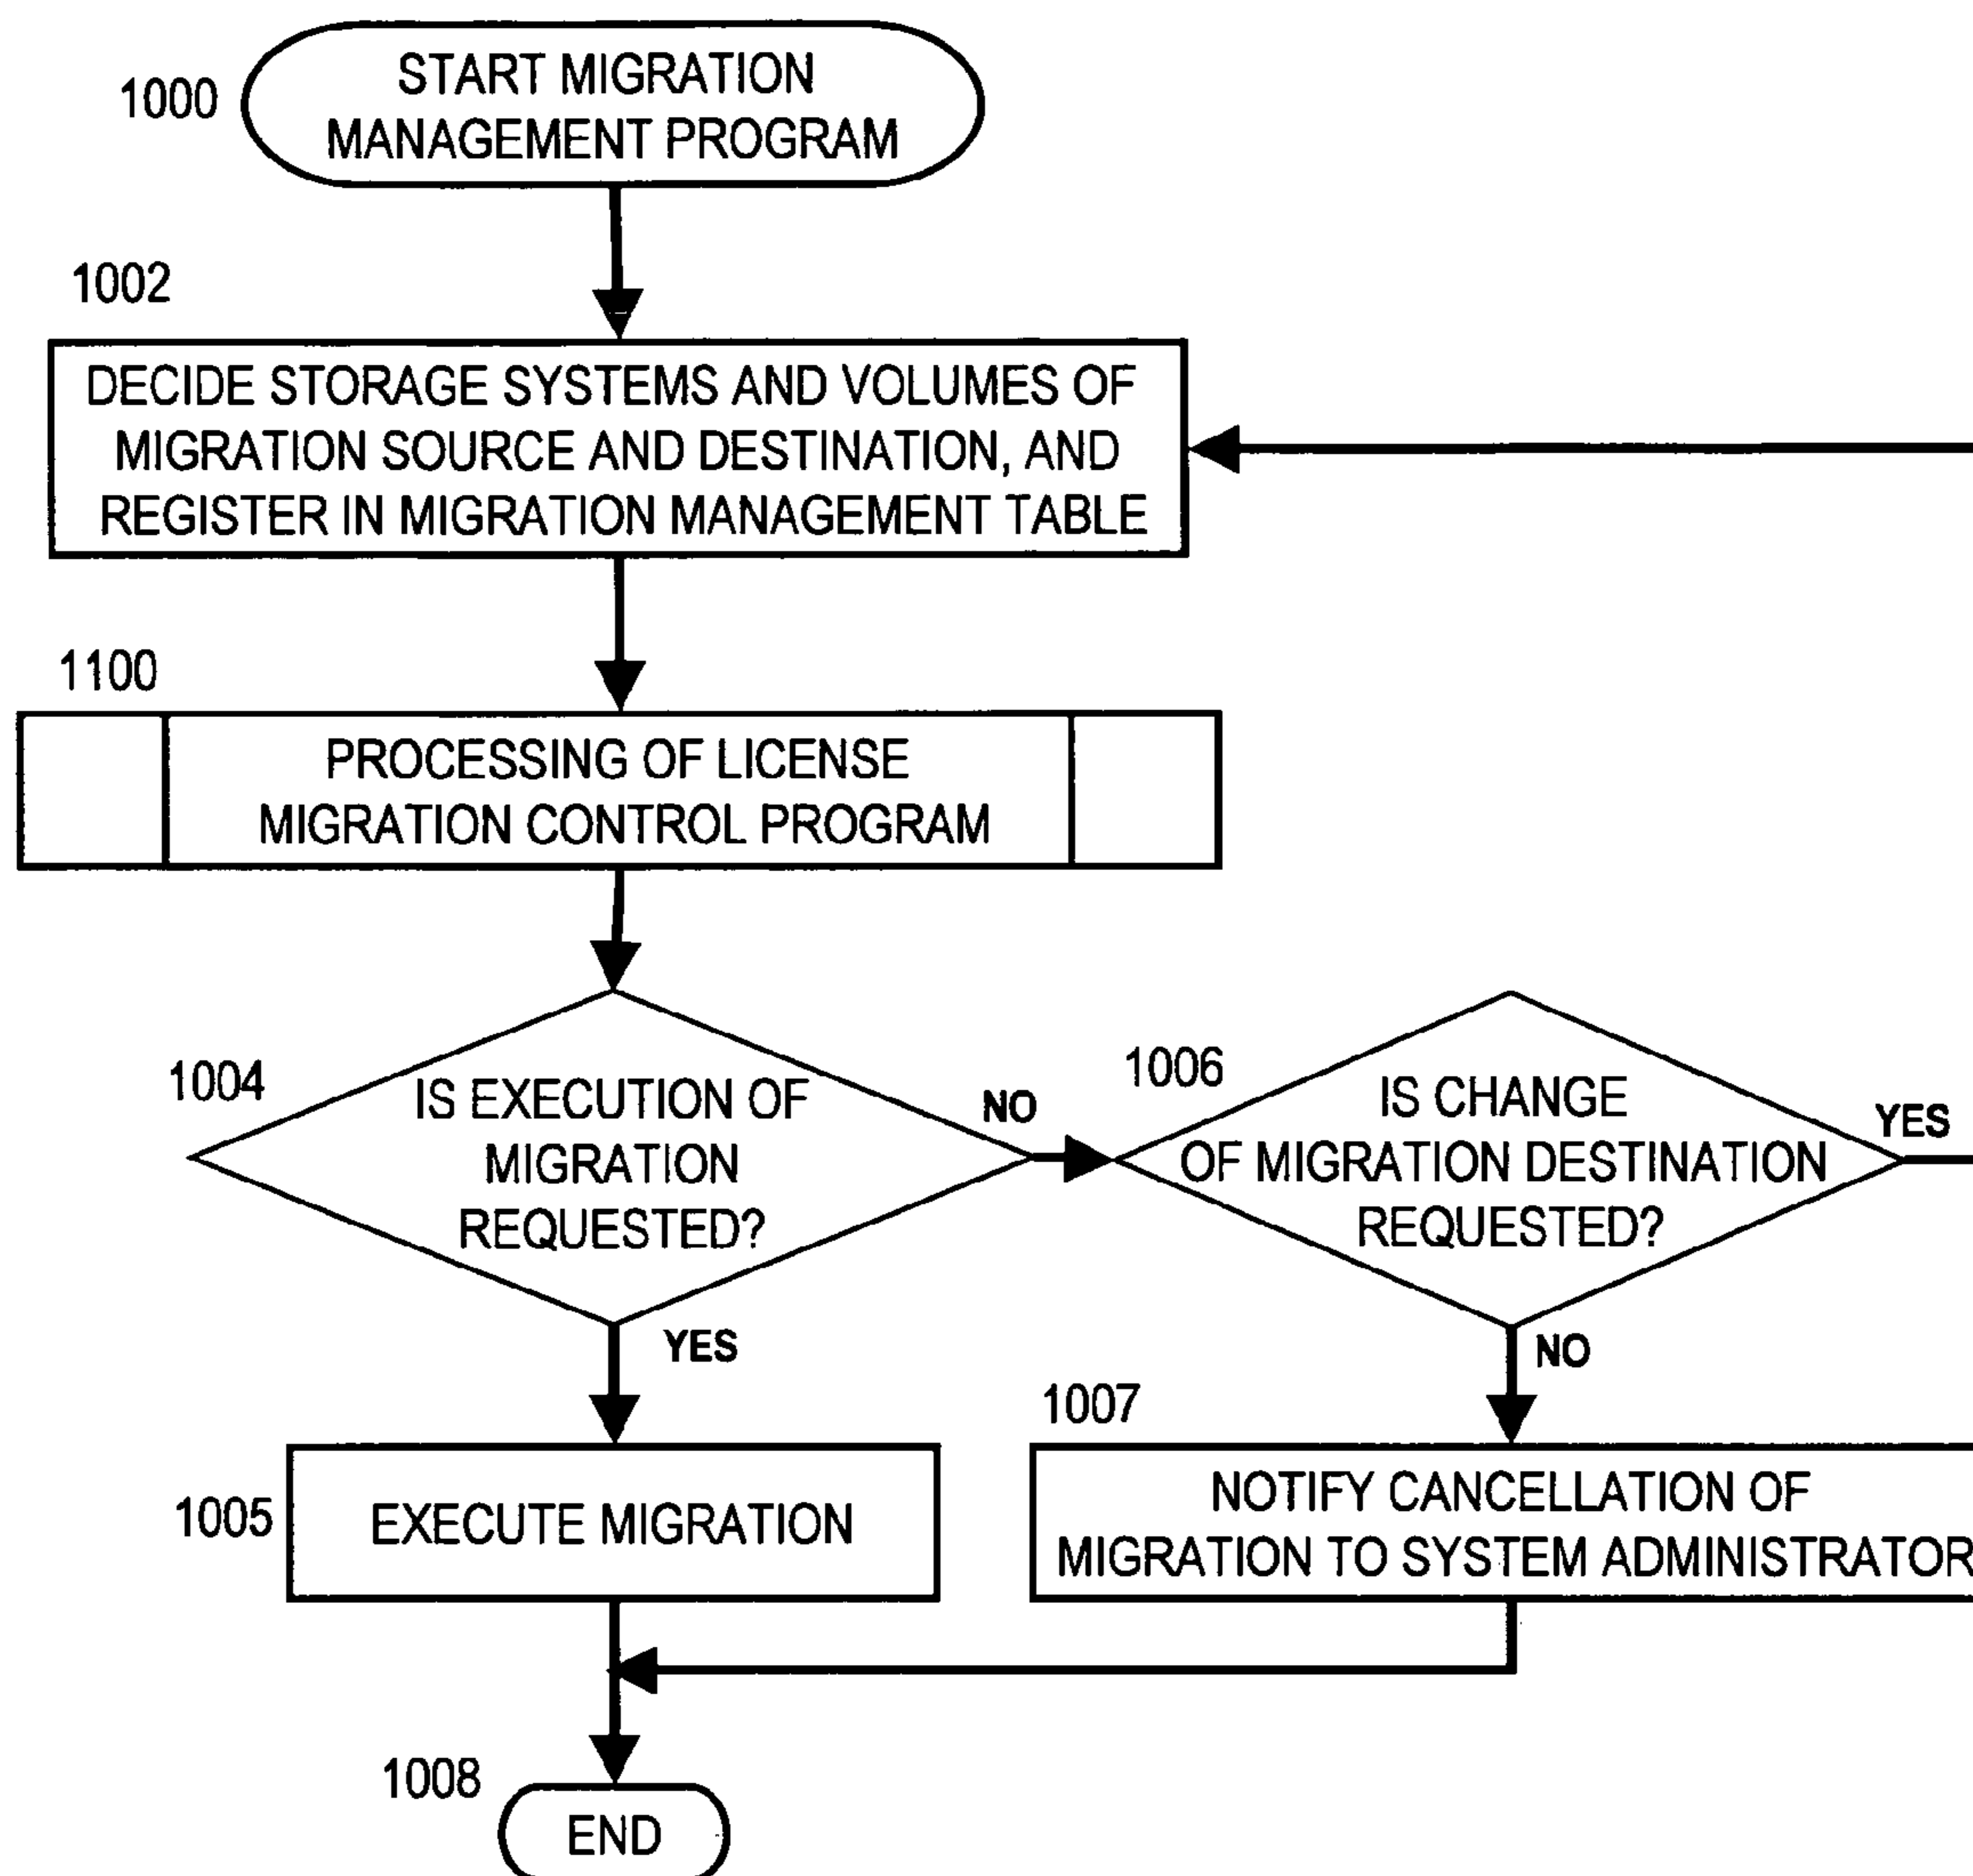 1000
START MIGRATION
MANAGEMENT PROGRAM
1002
DECIDE STORAGE SYSTEMS AND VOLUMES OF
MIGRATION SOURCE AND DESTINATION, AND
REGISTER IN MIGRATION MANAGEMENT TABLE
1100
PROCESSING OF LICENSE
MIGRATION CONTROL PROGRAM
1004
IS EXECUTION OF
MIGRATION
REQUESTED?
NO
YES
1006
IS CHANGE
OF MIGRATION DESTINATION
REQUESTED?
YES
NO
1005
EXECUTE MIGRATION
1007
NOTIFY CANCELLATION OF
MIGRATION TO SYSTEM ADMINISTRATOR
1008
END